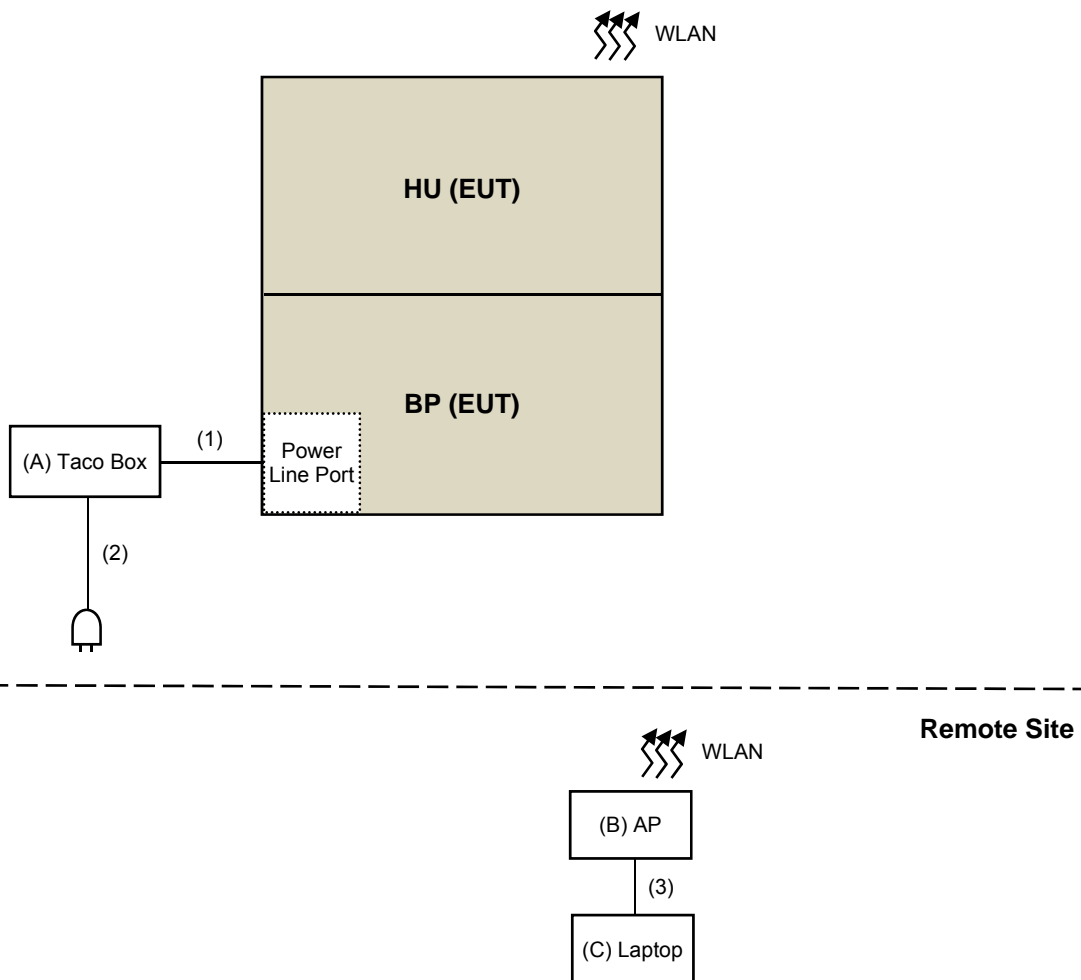 WLAN
HU (EUT)
BP (EUT)
(A) Taco Box
(1)
Power
Line Port
(2)
Remote Site
WLAN
(B) AP
(3)
(C) Laptop